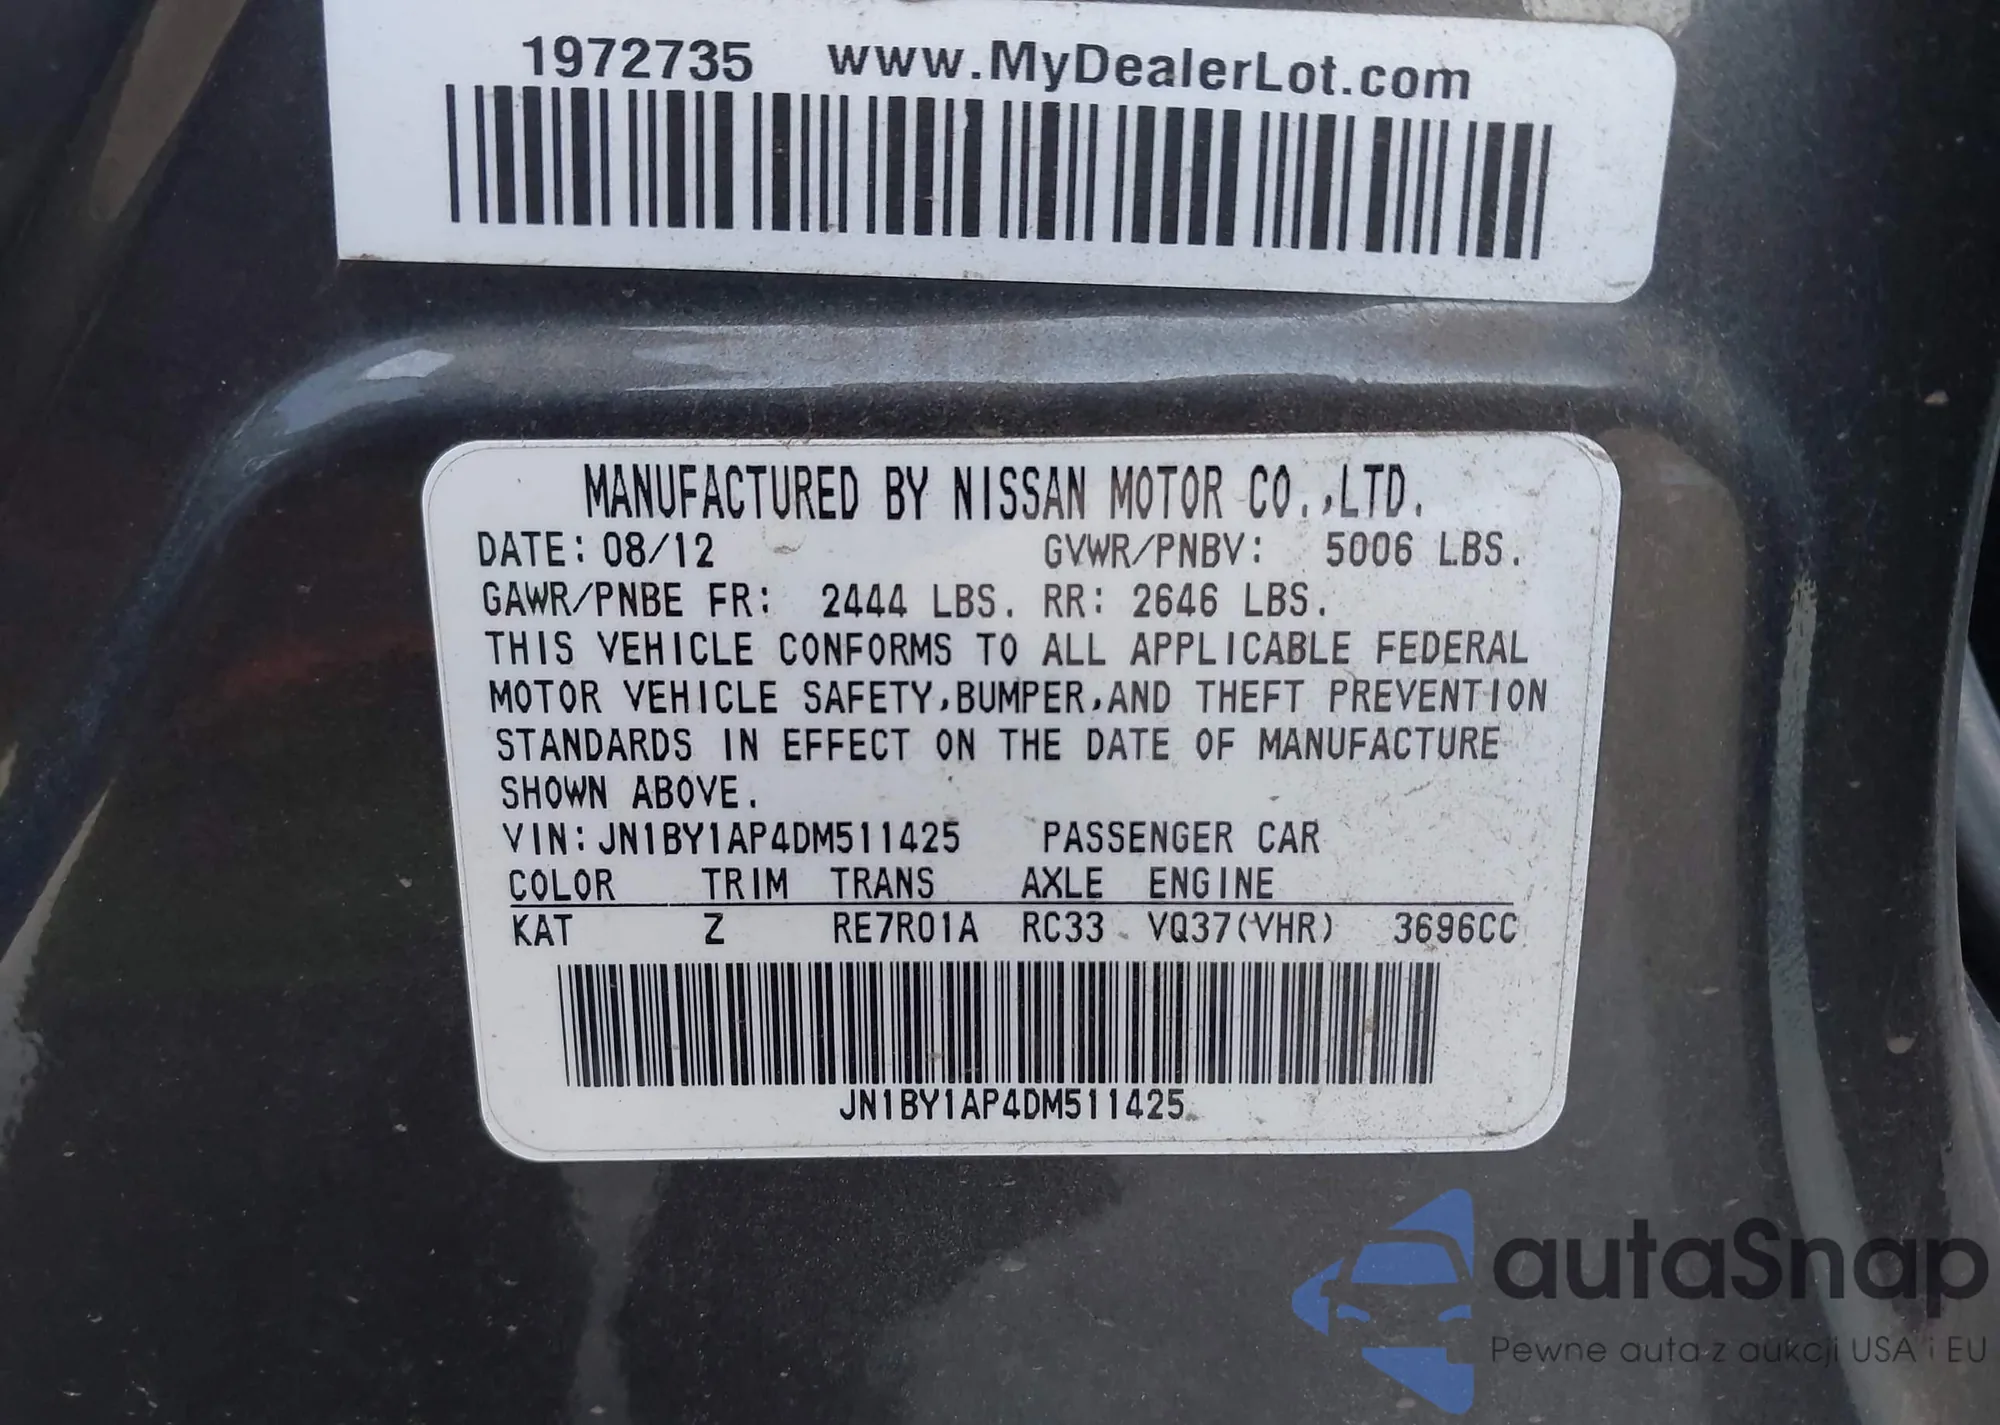 1972735 www.MyDealerLot.com
MANUFACTURED BY NISSAN MOTOR CO.,LTD.
DATE: 08/12 GVWR/PNBV: 5006 LBS.
GAWR/PNBE FR: 2444 LBS. RR: 2646 LBS.
THIS VEHICLE CONFORMS TO ALL APPLICABLE FEDERAL
MOTOR VEHICLE SAFETY,BUMPER,AND THEFT PREVENTION
STANDARDS IN EFFECT ON THE DATE OF MANUFACTURE
SHOWN ABOVE.
VIN: JN1BY1AP4DM511425 PASSENGER CAR
COLOR TRIM TRANS AXLE ENGINE
KAT Z RE7R01A RC33 VQ37(VHR) 3696CC
JN1BY1AP4DM511425
autaSnap
Pewne auta z aukcji USA i EU